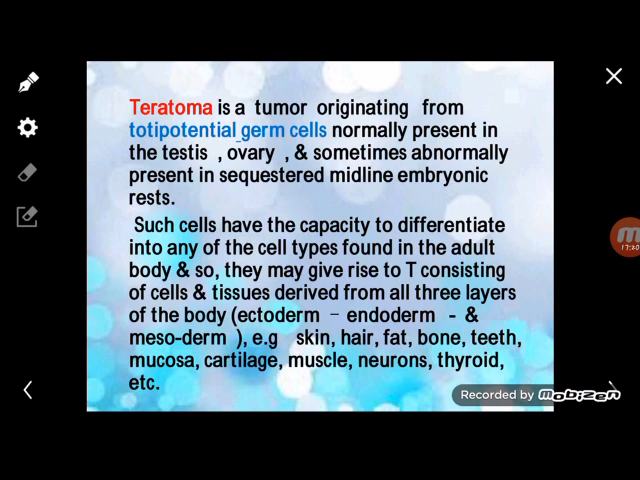 Teratoma is a tumor originating from
totipotential germ cells normally present in
the testis , ovary , & sometimes abnormally
present in sequestered midline embryonic
rests.
Such cells have the capacity to differentiate
into any of the cell types found in the adult
body & so, they may give rise to T consisting
of cells & tissues derived from all three layers
of the body (ectoderm – endoderm - &
meso-derm ), e.g skin, hair, fat, bone, teeth,
mucosa, cartilage, muscle, neurons, thyroid,
etc.
17:20
Recorded by MOBIZEN